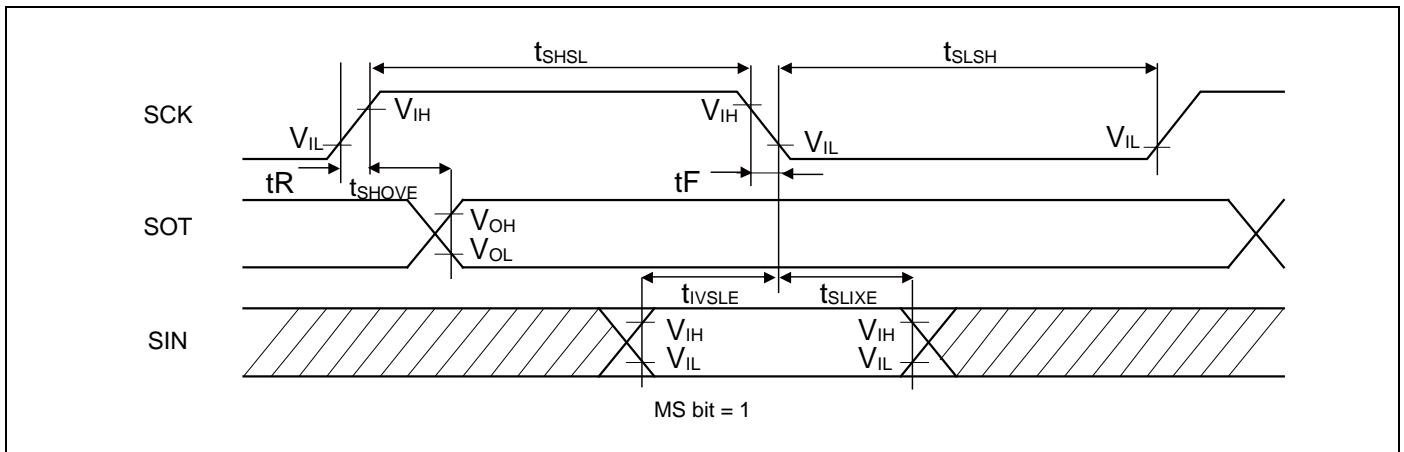 tSHSL tSLSH
SCK VIH VIH
VIL VIL VIL
tR tSHOVE tF
SOT VOH
VOL
tIVSLE tSLIXE
SIN VIH VIH
VIL VIL
MS bit = 1